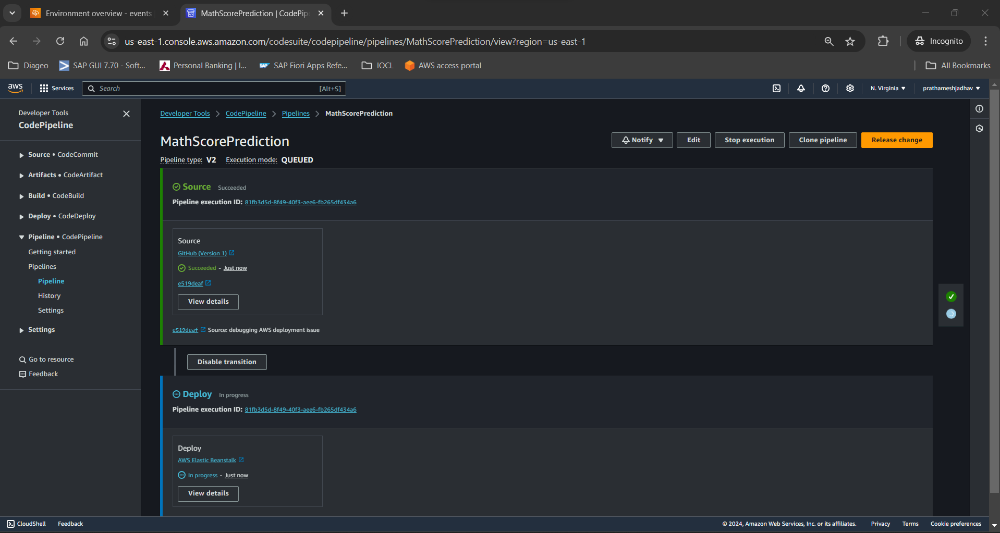 Environment overview - events
MathScorePrediction | CodePip
us-east-1.console.aws.amazon.com/codesuite/codepipeline/pipelines/MathScorePrediction/view?region=us-east-1
Incognito
Diageo
SAP GUI 7.70 - Soft...
Personal Banking | I...
SAP Fiori Apps Refe...
IOCL
AWS access portal
All Bookmarks
aws
Services
Search
[Alt+S]
N. Virginia
prathameshjadhav
Developer Tools
CodePipeline
Source • CodeCommit
Artifacts • CodeArtifact
Build • CodeBuild
Deploy • CodeDeploy
Pipeline • CodePipeline
Getting started
Pipelines
Pipeline
History
Settings
Settings
Go to resource
Feedback
Developer Tools > CodePipeline > Pipelines > MathScorePrediction
MathScorePrediction
Notify
Edit
Stop execution
Clone pipeline
Release change
Pipeline type: V2 Execution mode: QUEUED
Source Succeeded
Pipeline execution ID: 81fb3d5d-8f49-40f3-aee6-fb265df434a6
Source
GitHub (Version 1)
Succeeded - Just now
e519deaf
View details
e519deaf Source: debugging AWS deployment issue
Disable transition
Deploy In progress
Pipeline execution ID: 81fb3d5d-8f49-40f3-aee6-fb265df434a6
Deploy
AWS Elastic Beanstalk
In progress - Just now
View details
CloudShell
Feedback
© 2024, Amazon Web Services, Inc. or its affiliates.
Privacy
Terms
Cookie preferences